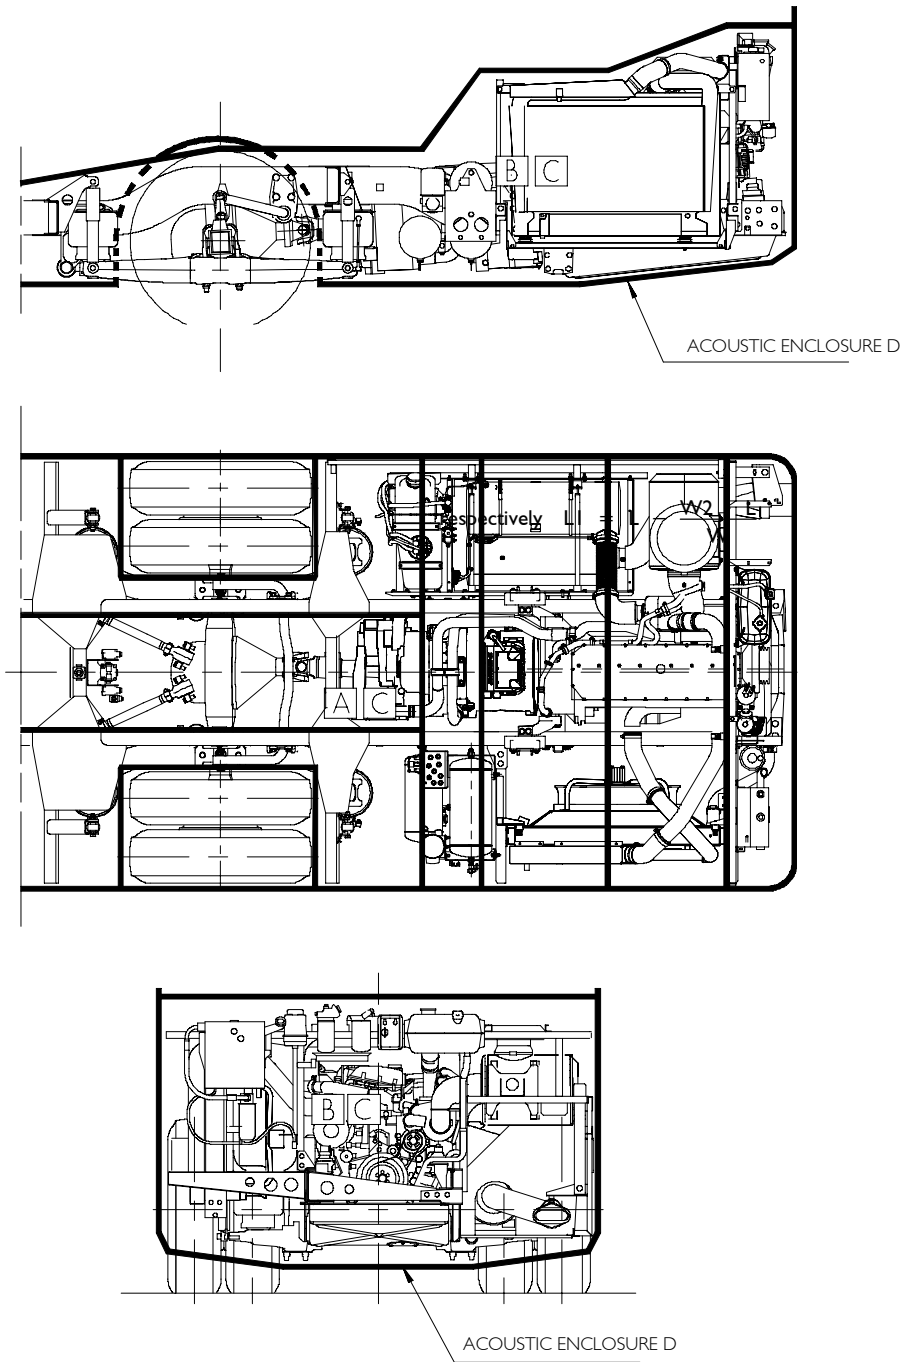 B C
ACOUSTIC ENCLOSURE D
respectively L1 = L W2
W
A C
B C
ACOUSTIC ENCLOSURE D